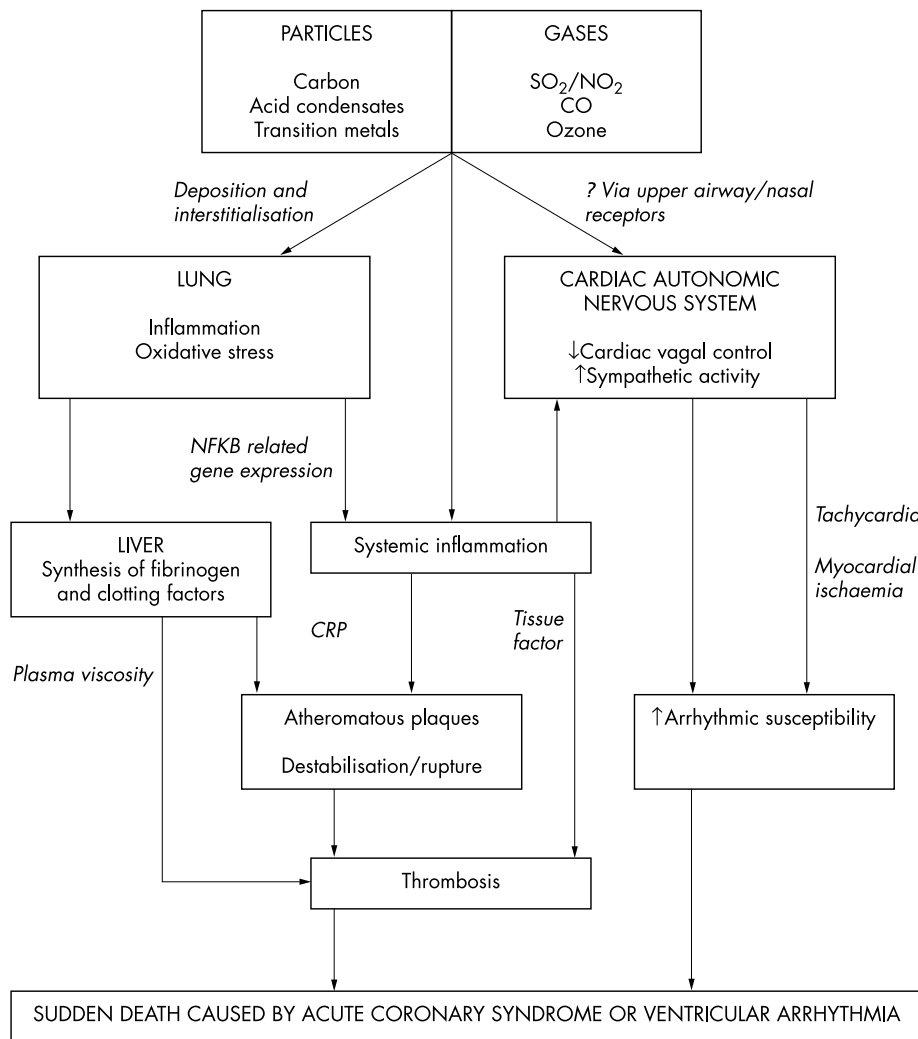 PARTICLES
Carbon
Acid condensates
Transition metals
GASES
SO₂/NO₂
CO
Ozone
Deposition and
interstitialisation
? Via upper airway/nasal
receptors
LUNG
Inflammation
Oxidative stress
CARDIAC AUTONOMIC
NERVOUS SYSTEM
↓Cardiac vagal control
↑Sympathetic activity
NFKB related
gene expression
Tachycardia
Myocardial
ischaemia
LIVER
Synthesis of fibrinogen
and clotting factors
Systemic inflammation
CRP
Tissue
factor
Plasma viscosity
Atheromatous plaques
Destabilisation/rupture
↑Arrhythmic susceptibility
Thrombosis
SUDDEN DEATH CAUSED BY ACUTE CORONARY SYNDROME OR VENTRICULAR ARRHYTHMIA